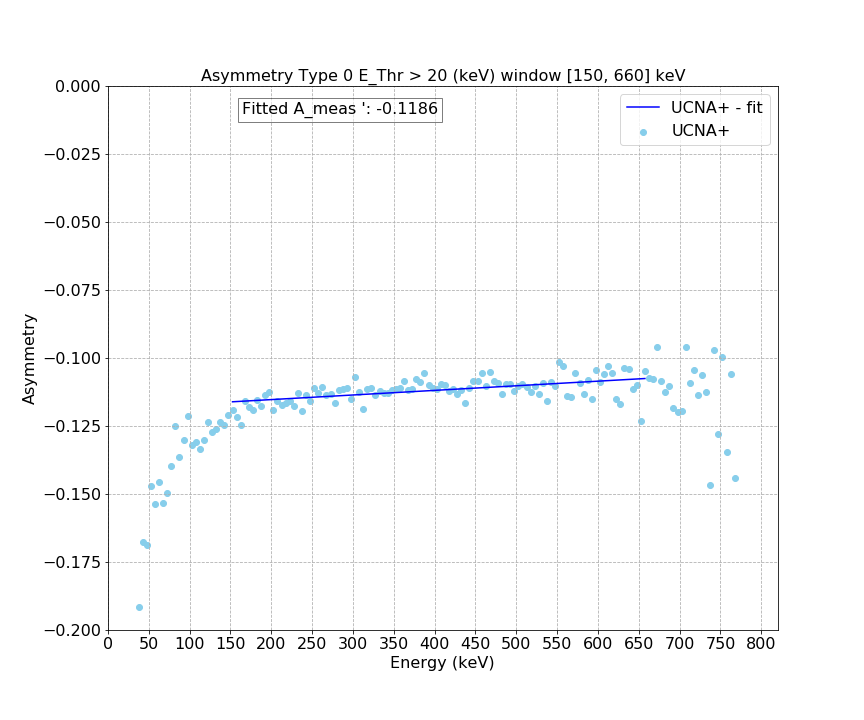 Asymmetry Type 0 E_Thr > 20 (keV) window [150, 660] keV
Fitted A_meas ': -0.1186
UCNA+ - fit
UCNA+
0.000
−0.025
−0.050
−0.075
−0.100
−0.125
−0.150
−0.175
−0.200
Asymmetry
0 50 100 150 200 250 300 350 400 450 500 550 600 650 700 750 800
Energy (keV)